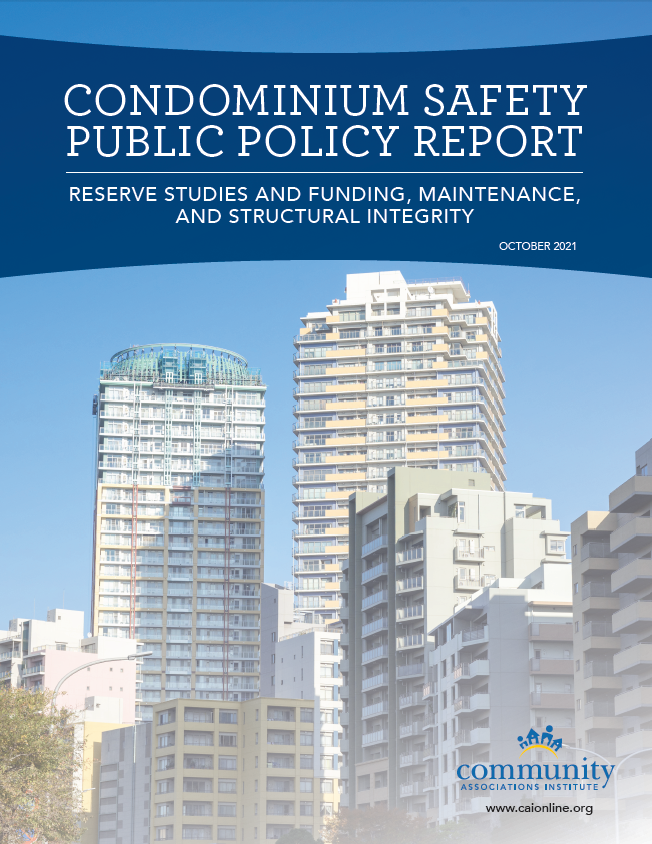 CONDOMINIUM SAFETY
PUBLIC POLICY REPORT
RESERVE STUDIES AND FUNDING, MAINTENANCE,
AND STRUCTURAL INTEGRITY
OCTOBER 2021
community
ASSOCIATIONS INSTITUTE
www.caionline.org